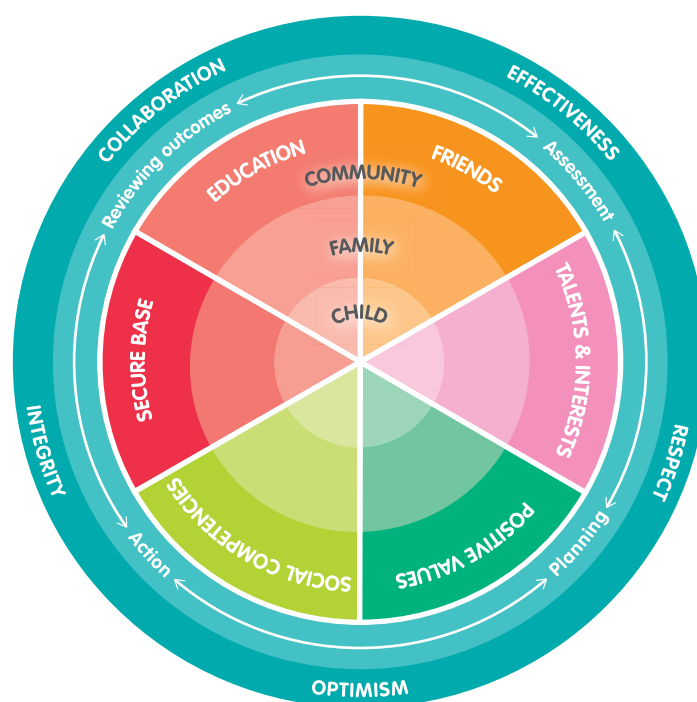 COLLABORATION
EFFECTIVENESS
RESPECT
OPTIMISM
INTEGRITY
Reviewing outcomes
Assessment
Planning
Action
EDUCATION
FRIENDS
TALENTS & INTERESTS
POSITIVE VALUES
SOCIAL COMPETENCIES
SECURE BASE
COMMUNITY
FAMILY
CHILD